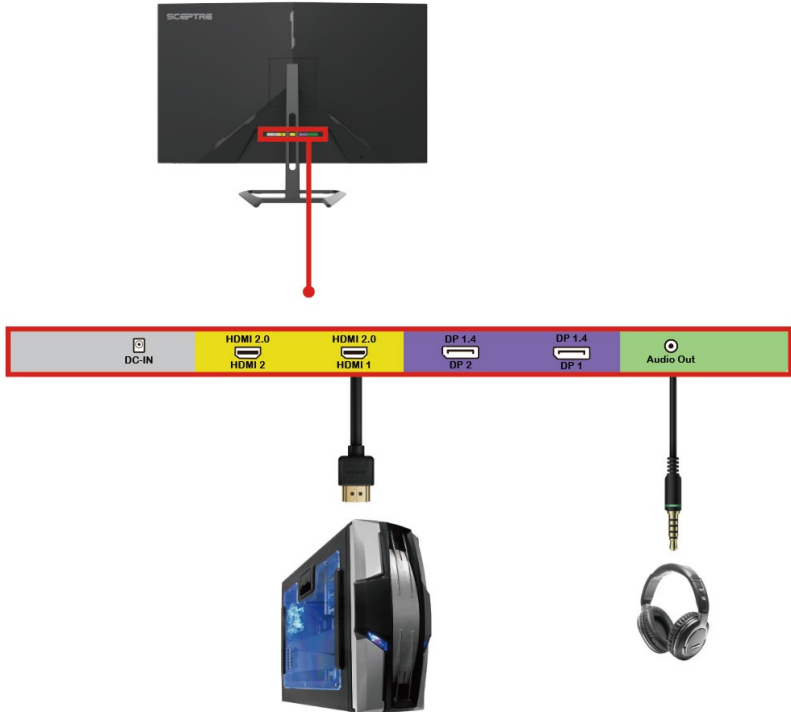 SCEPTRE
DC-IN
HDMI 2.0
HDMI 2
HDMI 2.0
HDMI 1
DP 1.4
DP 2
DP 1.4
DP 1
Audio Out